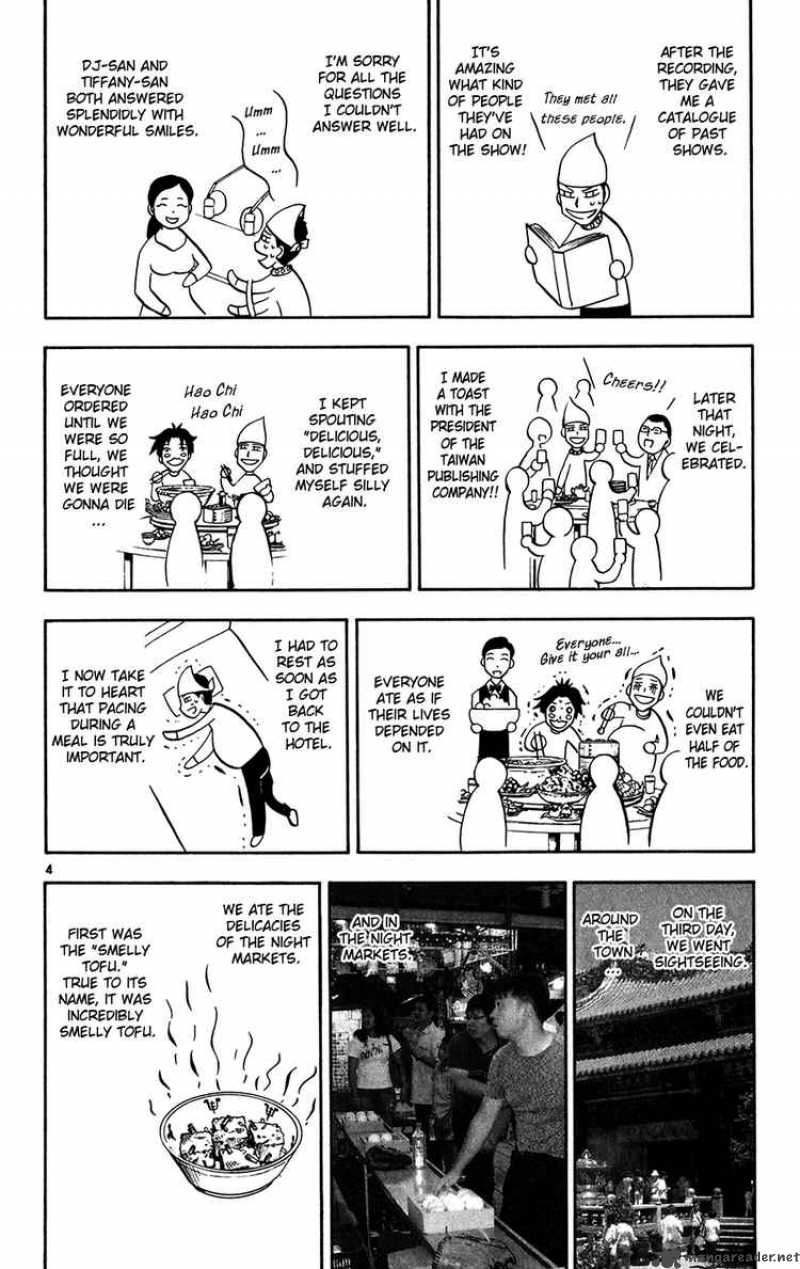 AFTER THE
RECORDING,
THEY GAVE
ME A
CATALOGUE
OF PAST
SHOWS.
They met all
these people.
IT'S
AMAZING
WHAT KIND
OF PEOPLE
THEY'VE
HAD ON
THE SHOW!
I'M SORRY
FOR ALL THE
QUESTIONS
I COULDN'T
ANSWER WELL.
Umm
...
Umm
...
DJ-SAN AND
TIFFANY-SAN
BOTH ANSWERED
SPLENDIDLY WITH
WONDERFUL SMILES.
LATER
THAT
NIGHT,
WE CEL-
EBRATED.
Cheers!!
I MADE
A TOAST
WITH THE
PRESIDENT
OF THE
TAIWAN
PUBLISHING
COMPANY!!
I KEPT
SPOUTING
"DELICIOUS,
DELICIOUS,"
AND STUFFED
MYSELF SILLY
AGAIN.
Hao Chi
Hao Chi
EVERYONE
ORDERED
UNTIL WE
WERE SO
FULL, WE
THOUGHT
WE WERE
GONNA DIE
...
WE
COULDN'T
EVEN EAT
HALF OF
THE FOOD.
Everyone...
Give it your all...
EVERYONE
ATE AS IF
THEIR LIVES
DEPENDED
ON IT.
I HAD TO
REST AS
SOON AS
I GOT
BACK
TO THE
HOTEL.
I NOW TAKE
IT TO HEART
THAT PACING
DURING A
MEAL IS TRULY
IMPORTANT.
4
ON THE
THIRD DAY,
WE WENT
SIGHTSEEING.
AROUND
THE
TOWN
...
AND IN
THE NIGHT
MARKETS.
WE ATE THE
DELICACIES
OF THE NIGHT
MARKETS.
FIRST WAS
THE "SMELLY
TOFU."
TRUE TO ITS
NAME, IT WAS
INCREDIBLY
SMELLY TOFU.
mangareader.net